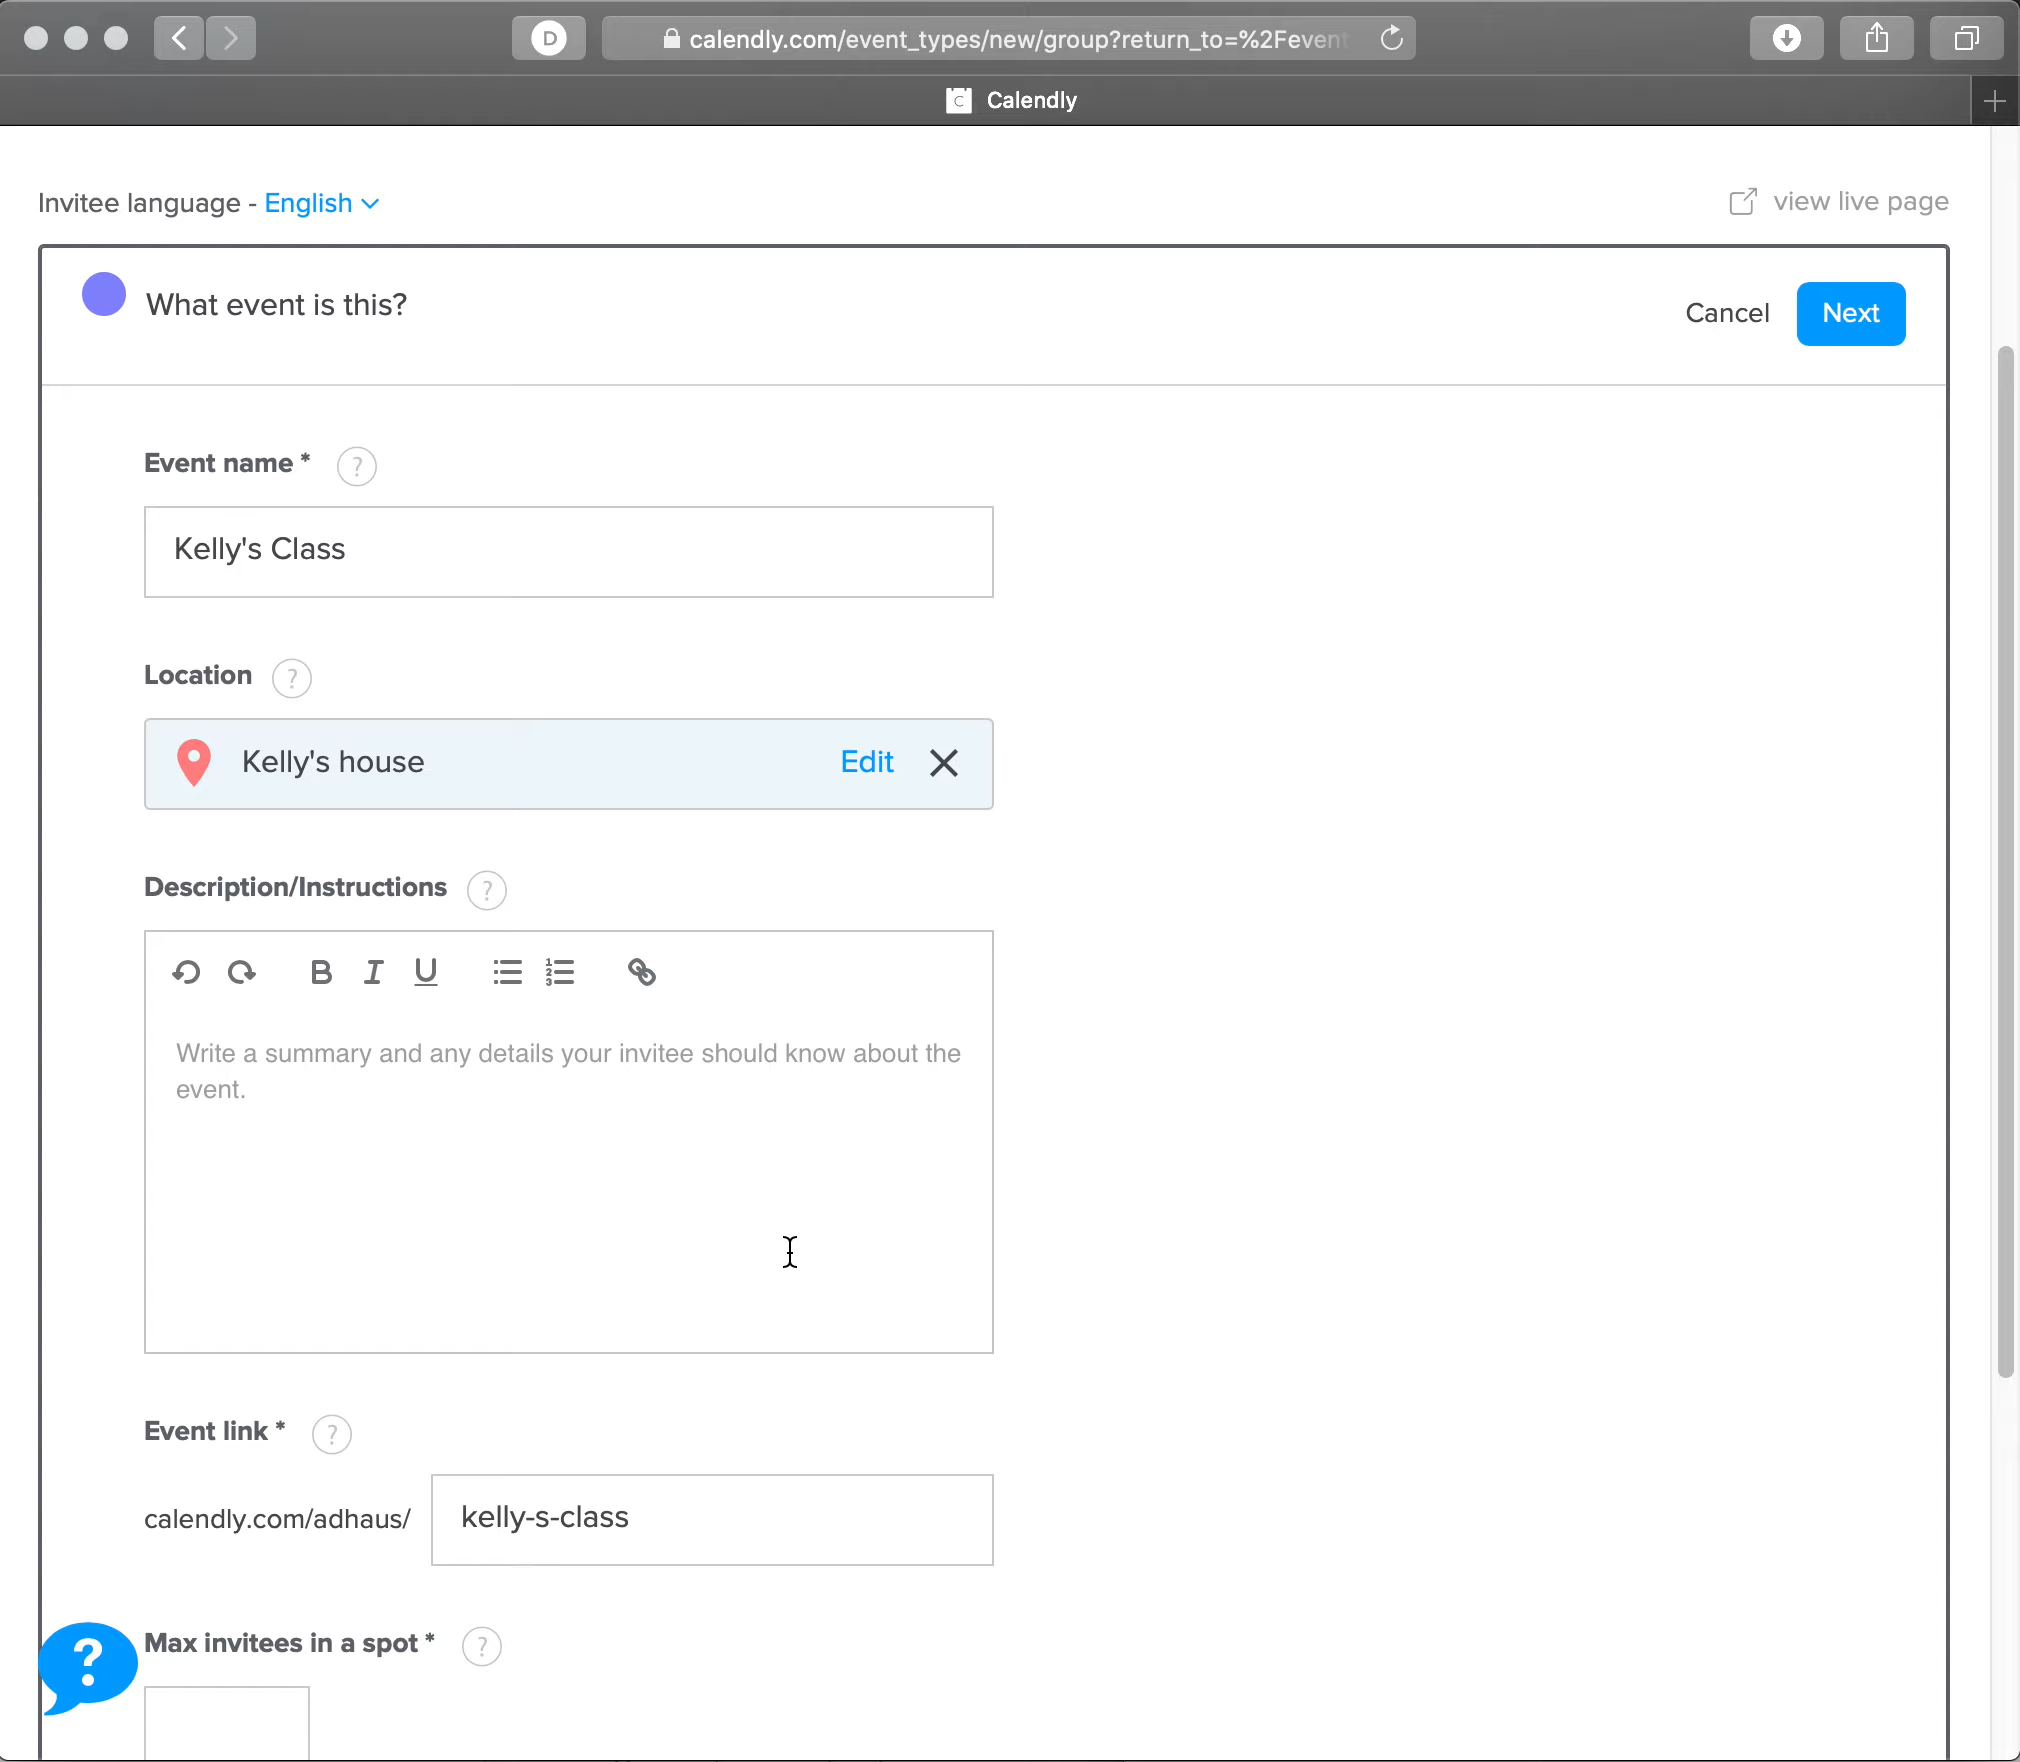 D
calendly.com/event_types/new/group?return_to=%2Fevent
Calendly
Invitee language - English
view live page
What event is this?
Cancel
Next
Event name * ?
Kelly's Class
Location ?
Kelly's house
Edit
Description/Instructions ?
B I U
Write a summary and any details your invitee should know about the
event.
Event link * ?
calendly.com/adhaus/
kelly-s-class
Max invitees in a spot * ?
?